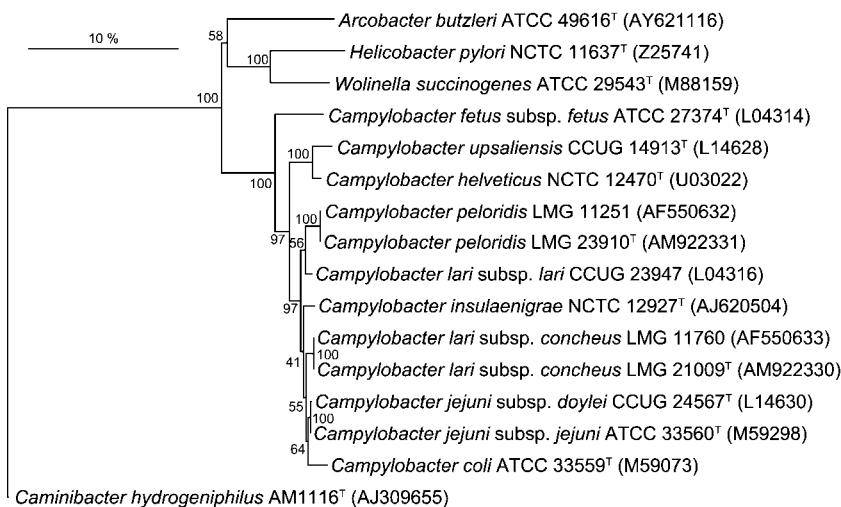 Arcobacter butzleri ATCC 49616ᵀ (AY621116)
10 %
58
Helicobacter pylori NCTC 11637ᵀ (Z25741)
100
Wolinella succinogenes ATCC 29543ᵀ (M88159)
100
Campylobacter fetus subsp. fetus ATCC 27374ᵀ (L04314)
Campylobacter upsaliensis CCUG 14913ᵀ (L14628)
100
Campylobacter helveticus NCTC 12470ᵀ (U03022)
100
Campylobacter peloridis LMG 11251 (AF550632)
100
97
56
Campylobacter peloridis LMG 23910ᵀ (AM922331)
Campylobacter lari subsp. lari CCUG 23947 (L04316)
Campylobacter insulaenigrae NCTC 12927ᵀ (AJ620504)
97
Campylobacter lari subsp. concheus LMG 11760 (AF550633)
100
41
Campylobacter lari subsp. concheus LMG 21009ᵀ (AM922330)
Campylobacter jejuni subsp. doylei CCUG 24567ᵀ (L14630)
55
100
Campylobacter jejuni subsp. jejuni ATCC 33560ᵀ (M59298)
64
Campylobacter coli ATCC 33559ᵀ (M59073)
Caminibacter hydrogeniphilus AM1116ᵀ (AJ309655)